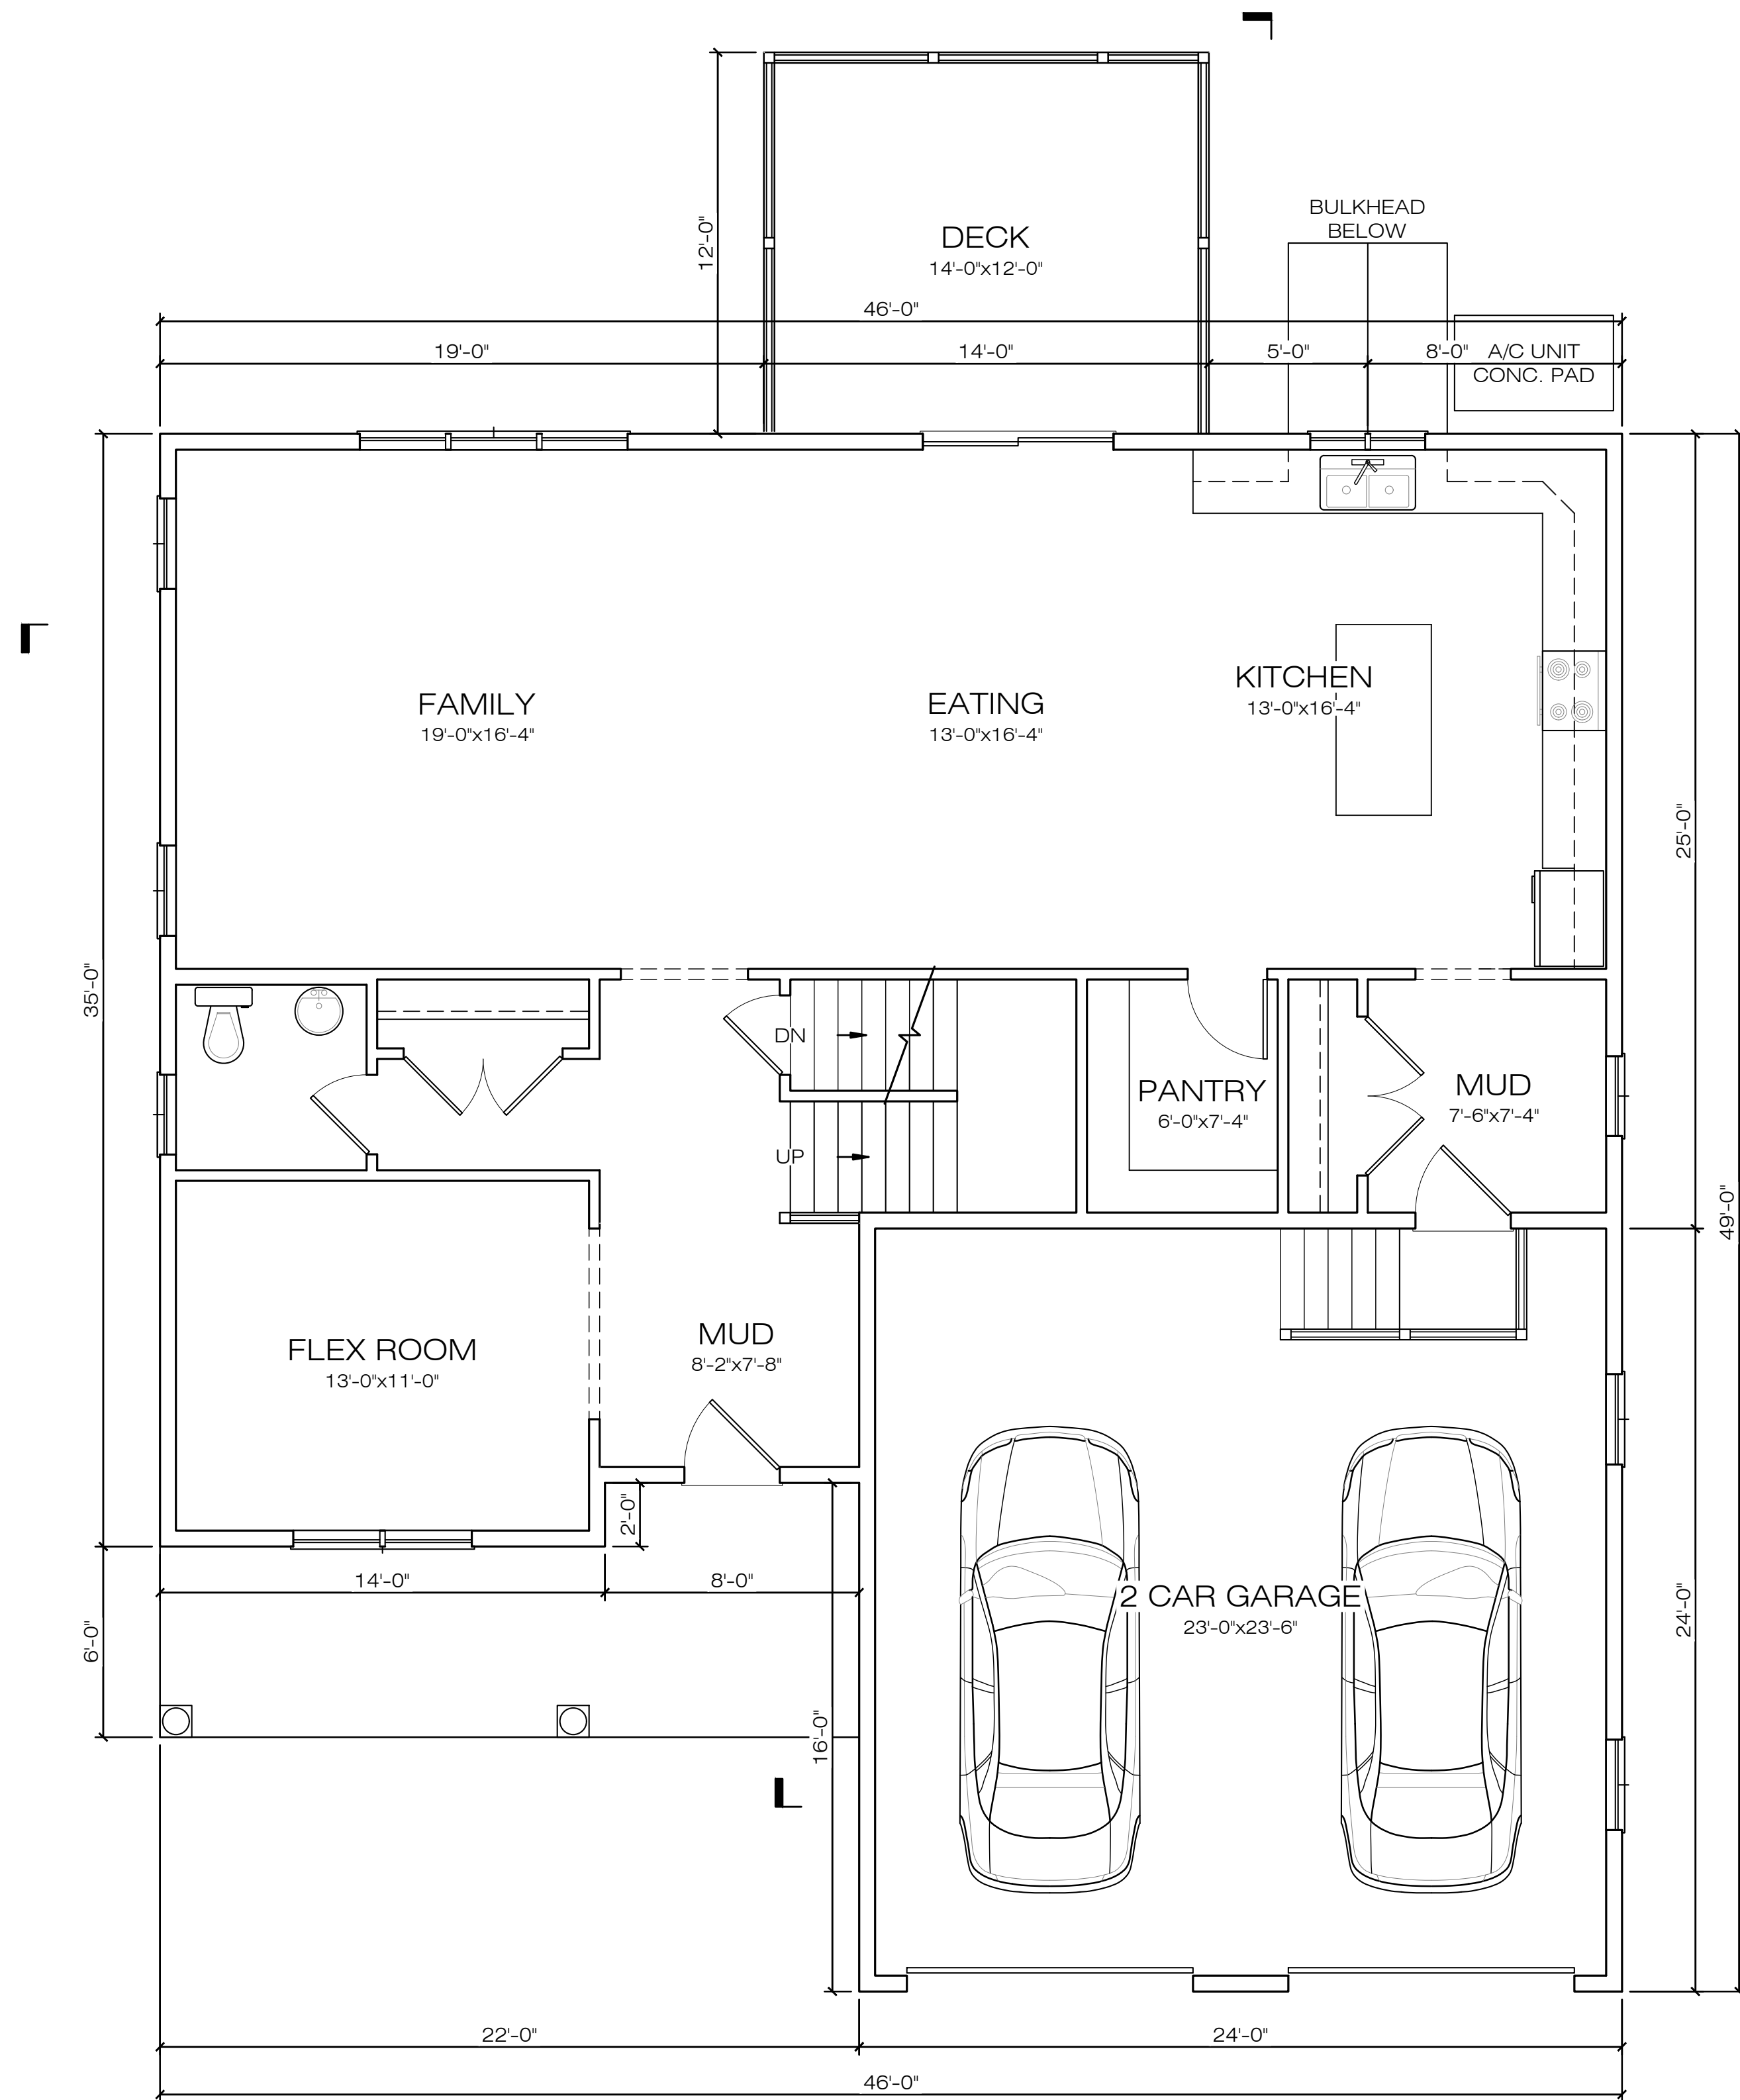 12'-0"
DECK
14'-0"x12'-0"
BULKHEAD
BELOW
46'-0"
19'-0"
14'-0"
5'-0"
8'-0"
A/C UNIT
CONC. PAD
FAMILY
19'-0"x16'-4"
EATING
13'-0"x16'-4"
KITCHEN
13'-0"x16'-4"
25'-0"
35'-0"
DN
UP
PANTRY
6'-0"x7'-4"
MUD
7'-6"x7'-4"
49'-0"
FLEX ROOM
13'-0"x11'-0"
MUD
8'-2"x7'-8"
2'-0"
14'-0"
8'-0"
6'-0"
2 CAR GARAGE
23'-0"x23'-6"
24'-0"
16'-0"
22'-0"
24'-0"
46'-0"